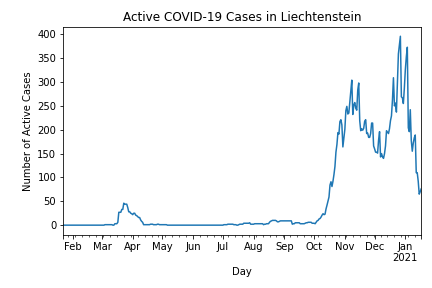 Active COVID-19 Cases in Liechtenstein
Number of Active Cases
400
350
300
250
200
150
100
50
0
Feb Mar Apr May Jun Jul Aug Sep Oct Nov Dec Jan
2021
Day